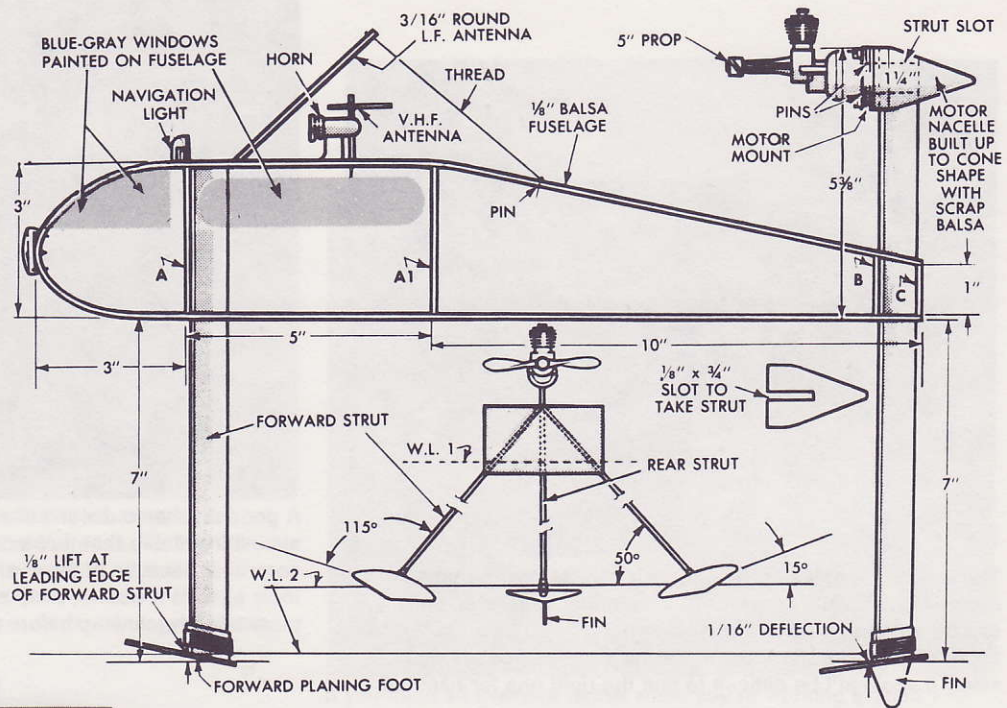 BLUE-GRAY WINDOWS
PAINTED ON FUSELAGE
NAVIGATION
LIGHT
HORN
3/16" ROUND
L.F. ANTENNA
THREAD
V.H.F.
ANTENNA
1/8" BALSA
FUSELAGE
PIN
5" PROP
STRUT SLOT
1 1/4"
PINS
MOTOR
MOUNT
MOTOR
NACELLE
BUILT UP
TO CONE
SHAPE
WITH
SCRAP
BALSA
5 3/8"
3"
A
A1
B
C
1"
3"
5"
10"
1/8" x 3/4"
SLOT TO
TAKE STRUT
FORWARD STRUT
W.L. 1
REAR STRUT
7"
7"
115°
50°
15°
1/8" LIFT AT
LEADING EDGE
OF FORWARD STRUT
W.L. 2
FIN
1/16" DEFLECTION
FORWARD PLANING FOOT
FIN